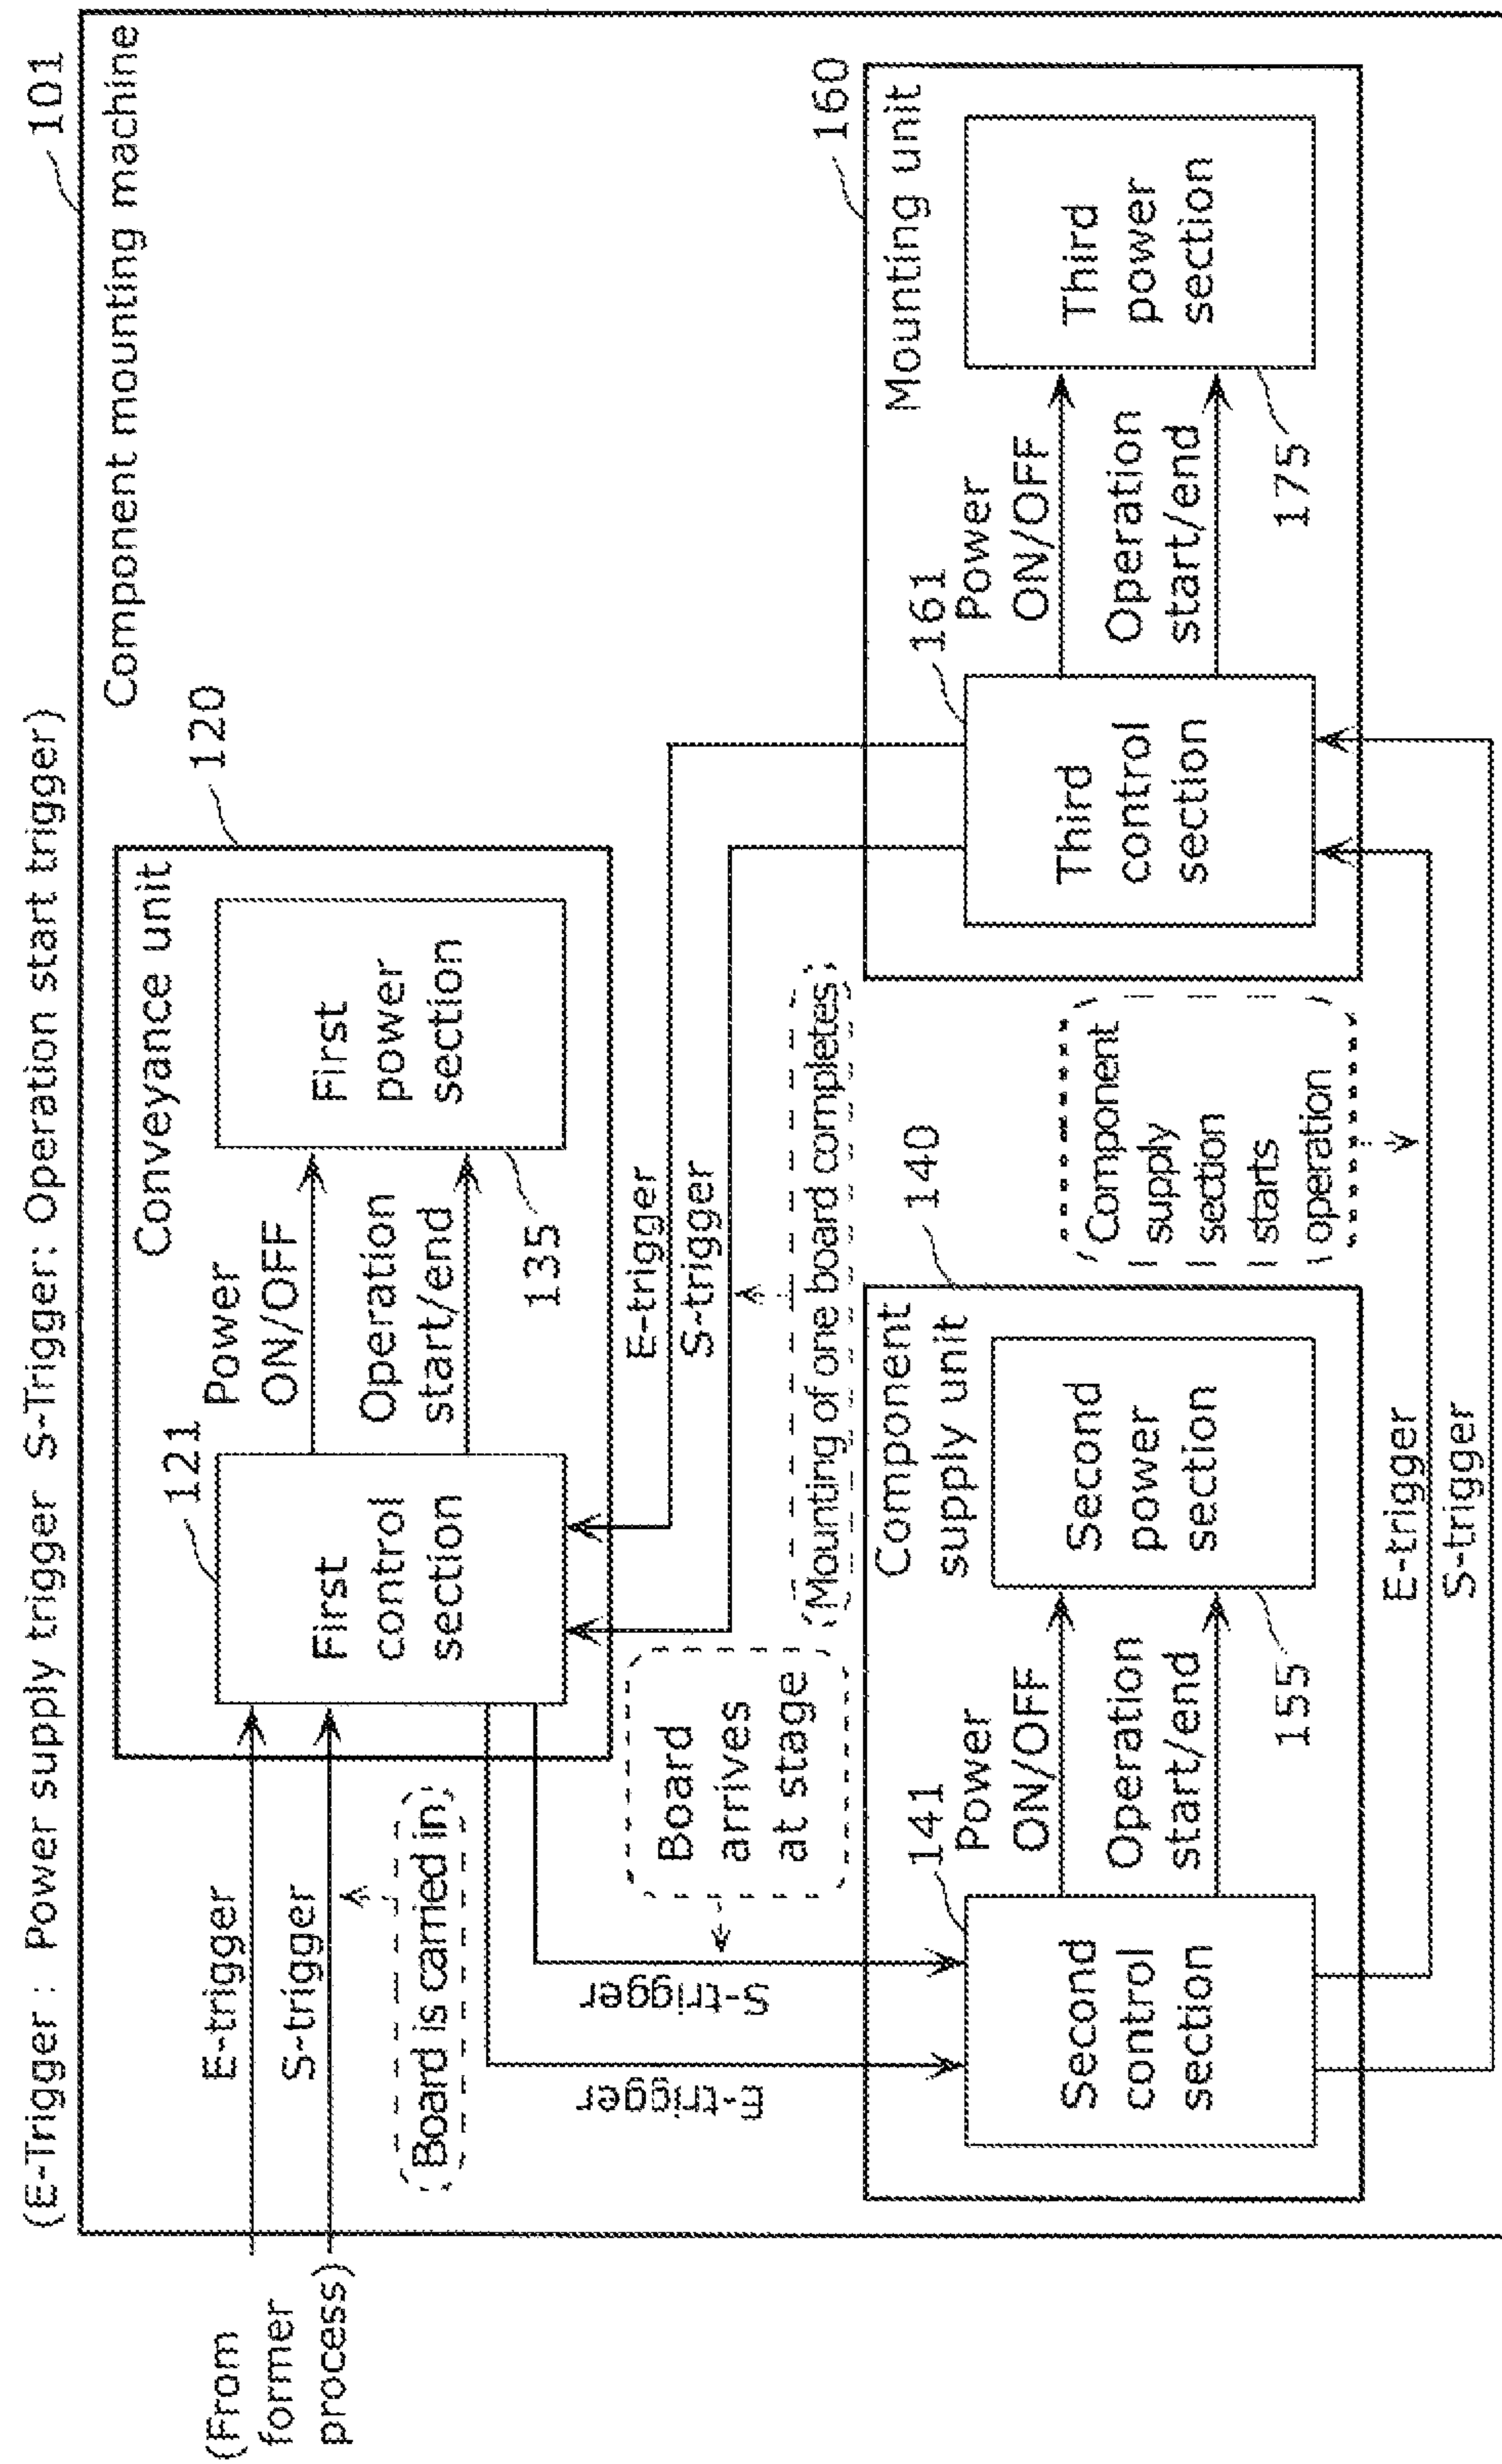 (E-Trigger : Power supply trigger S-Trigger: Operation start trigger)
101
Component mounting machine
(From
former
process)
E-trigger
S-trigger
(Board is carried in)
120
Conveyance unit
121
First
control
section
Power
ON/OFF
Operation
start/end
First
power
section
135
E-trigger
S-trigger
Board
arrives
at stage
S-trigger
E-trigger
(Mounting of one board completes)
140
Component
supply unit
141
Second
control
section
Power
ON/OFF
Operation
start/end
Second
power
section
155
Component
supply
section
starts
operation
E-trigger
S-trigger
160
Mounting unit
161
Third
control
section
Power
ON/OFF
Operation
start/end
Third
power
section
175